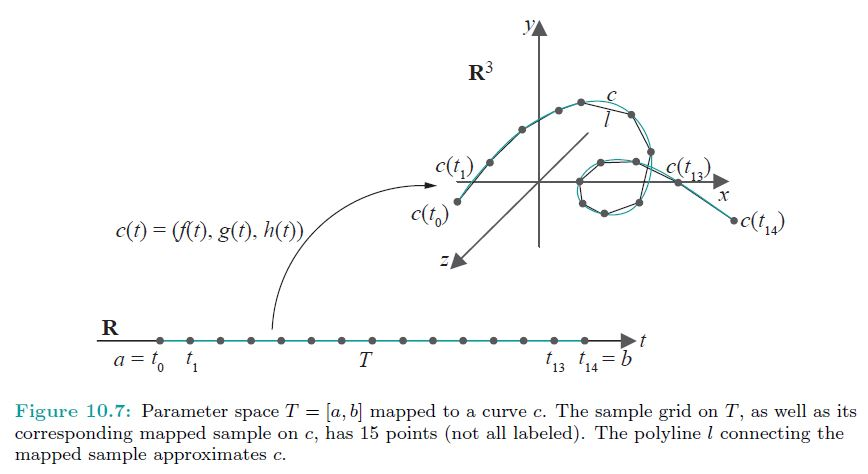 y
R³
c
l
c(t₁)
c(t₁₃)
x
c(t₀)
c(t₁₄)
c(t) = (f(t), g(t), h(t))
z
R
t
a = t₀ t₁ T t₁₃ t₁₄ = b
Figure 10.7: Parameter space T = [a, b] mapped to a curve c. The sample grid on T, as well as its
corresponding mapped sample on c, has 15 points (not all labeled). The polyline l connecting the
mapped sample approximates c.